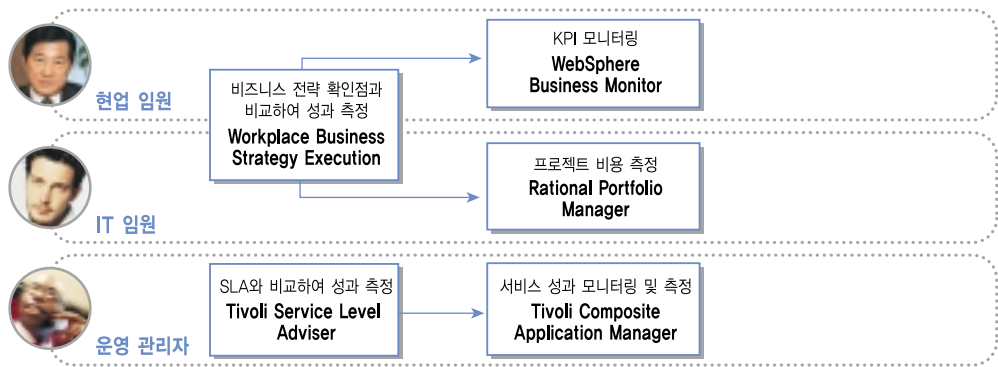 KPI 모니터링
WebSphere
Business Monitor
현업 임원
비즈니스 전략 확인점과
비교하여 성과 측정
Workplace Business
Strategy Execution
프로젝트 비용 측정
Rational Portfolio
Manager
IT 임원
SLA와 비교하여 성과 측정
Tivoli Service Level
Adviser
서비스 성과 모니터링 및 측정
Tivoli Composite
Application Manager
운영 관리자